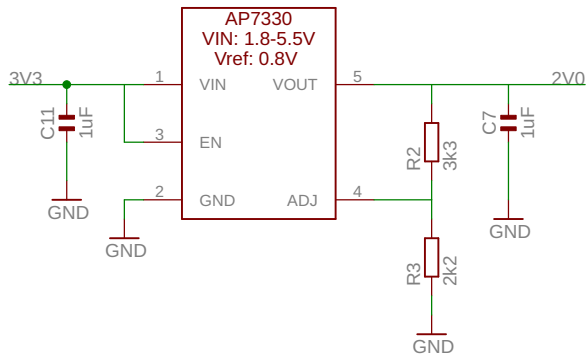 AP7330
VIN: 1.8-5.5V
Vref: 0.8V
3V3
1
VIN
VOUT
5
2V0
C11
1uF
3
EN
R2
3k3
C7
1uF
2
GND
ADJ
4
GND
GND
GND
R3
2k2
GND